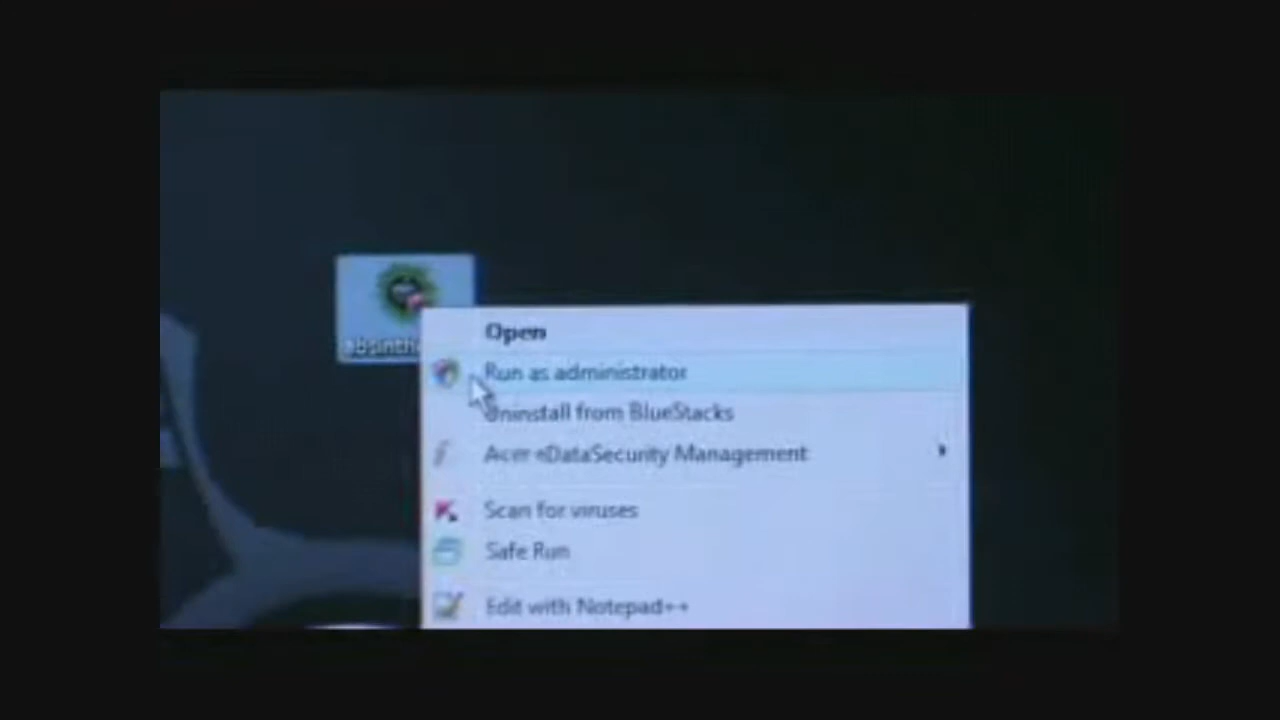 Open
Run as administrator
Uninstall from BlueStacks
Acer eDataSecurity Management
Scan for viruses
Safe Run
Edit with Notepad++